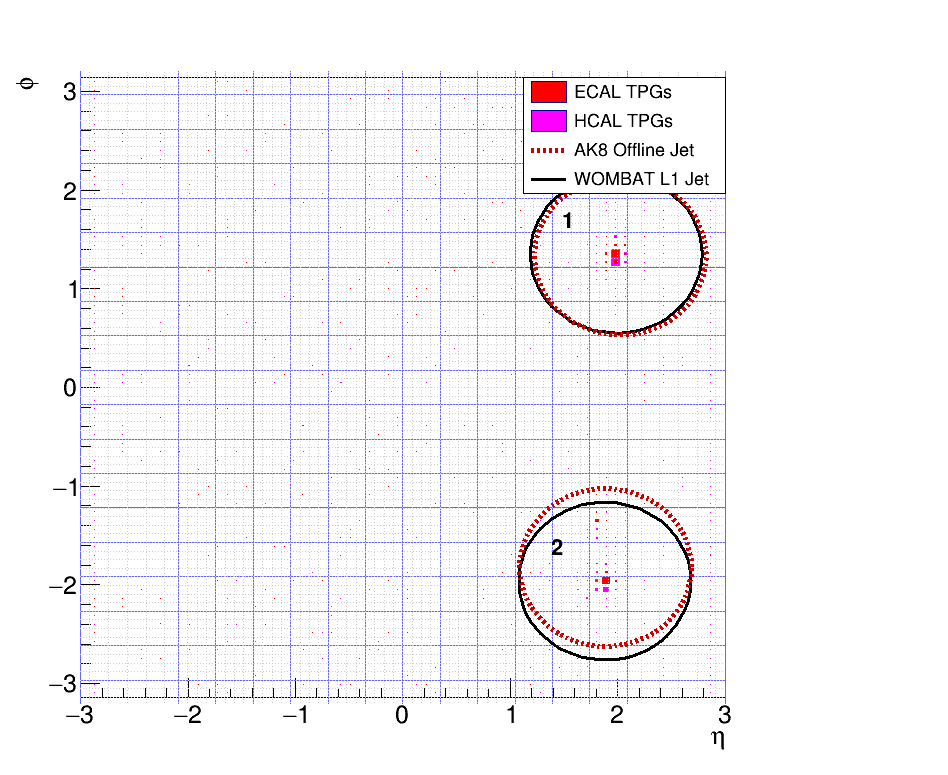 φ
3
2
1
0
−1
−2
−3
−3 −2 −1 0 1 2 3
η
ECAL TPGs
HCAL TPGs
AK8 Offline Jet
WOMBAT L1 Jet
1
2